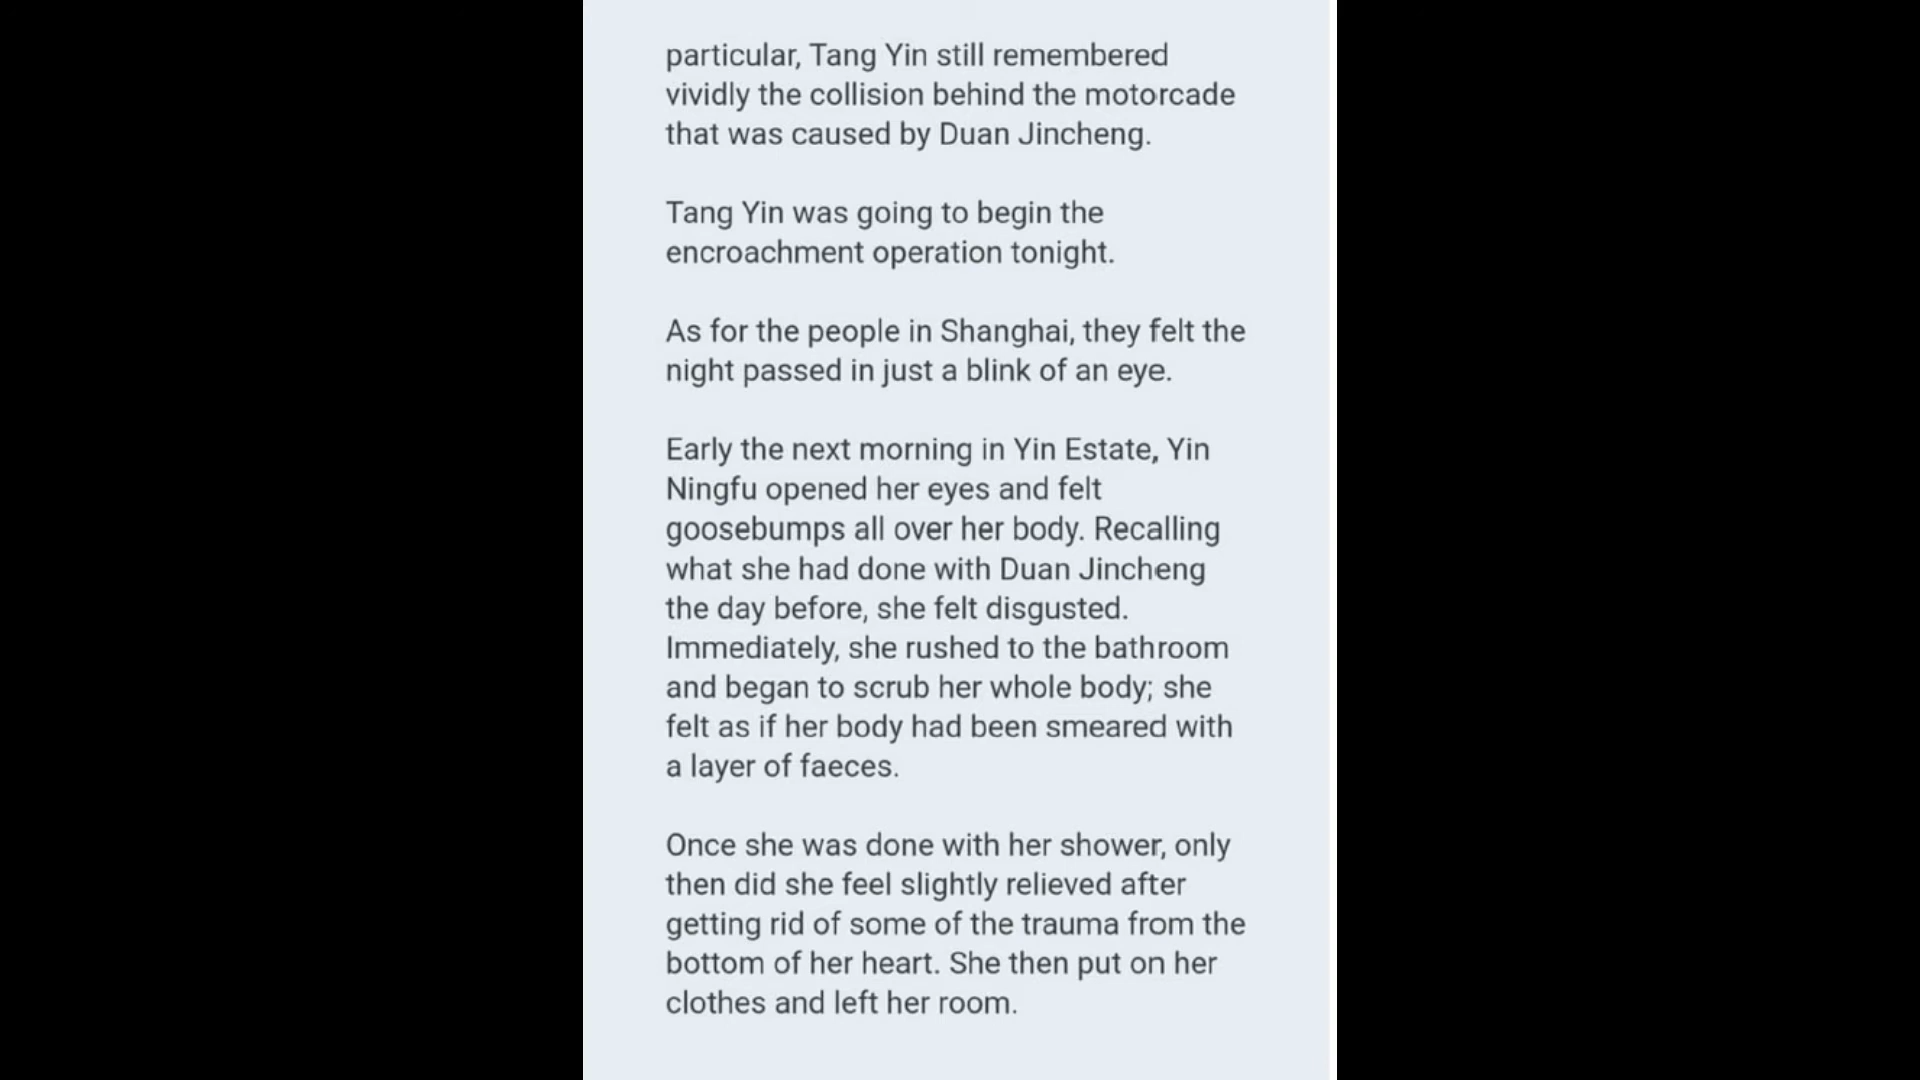 particular, Tang Yin still remembered
vividly the collision behind the motorcade
that was caused by Duan Jincheng.
Tang Yin was going to begin the
encroachment operation tonight.
As for the people in Shanghai, they felt the
night passed in just a blink of an eye.
Early the next morning in Yin Estate, Yin
Ningfu opened her eyes and felt
goosebumps all over her body. Recalling
what she had done with Duan Jincheng
the day before, she felt disgusted.
Immediately, she rushed to the bathroom
and began to scrub her whole body; she
felt as if her body had been smeared with
a layer of faeces.
Once she was done with her shower, only
then did she feel slightly relieved after
getting rid of some of the trauma from the
bottom of her heart. She then put on her
clothes and left her room.